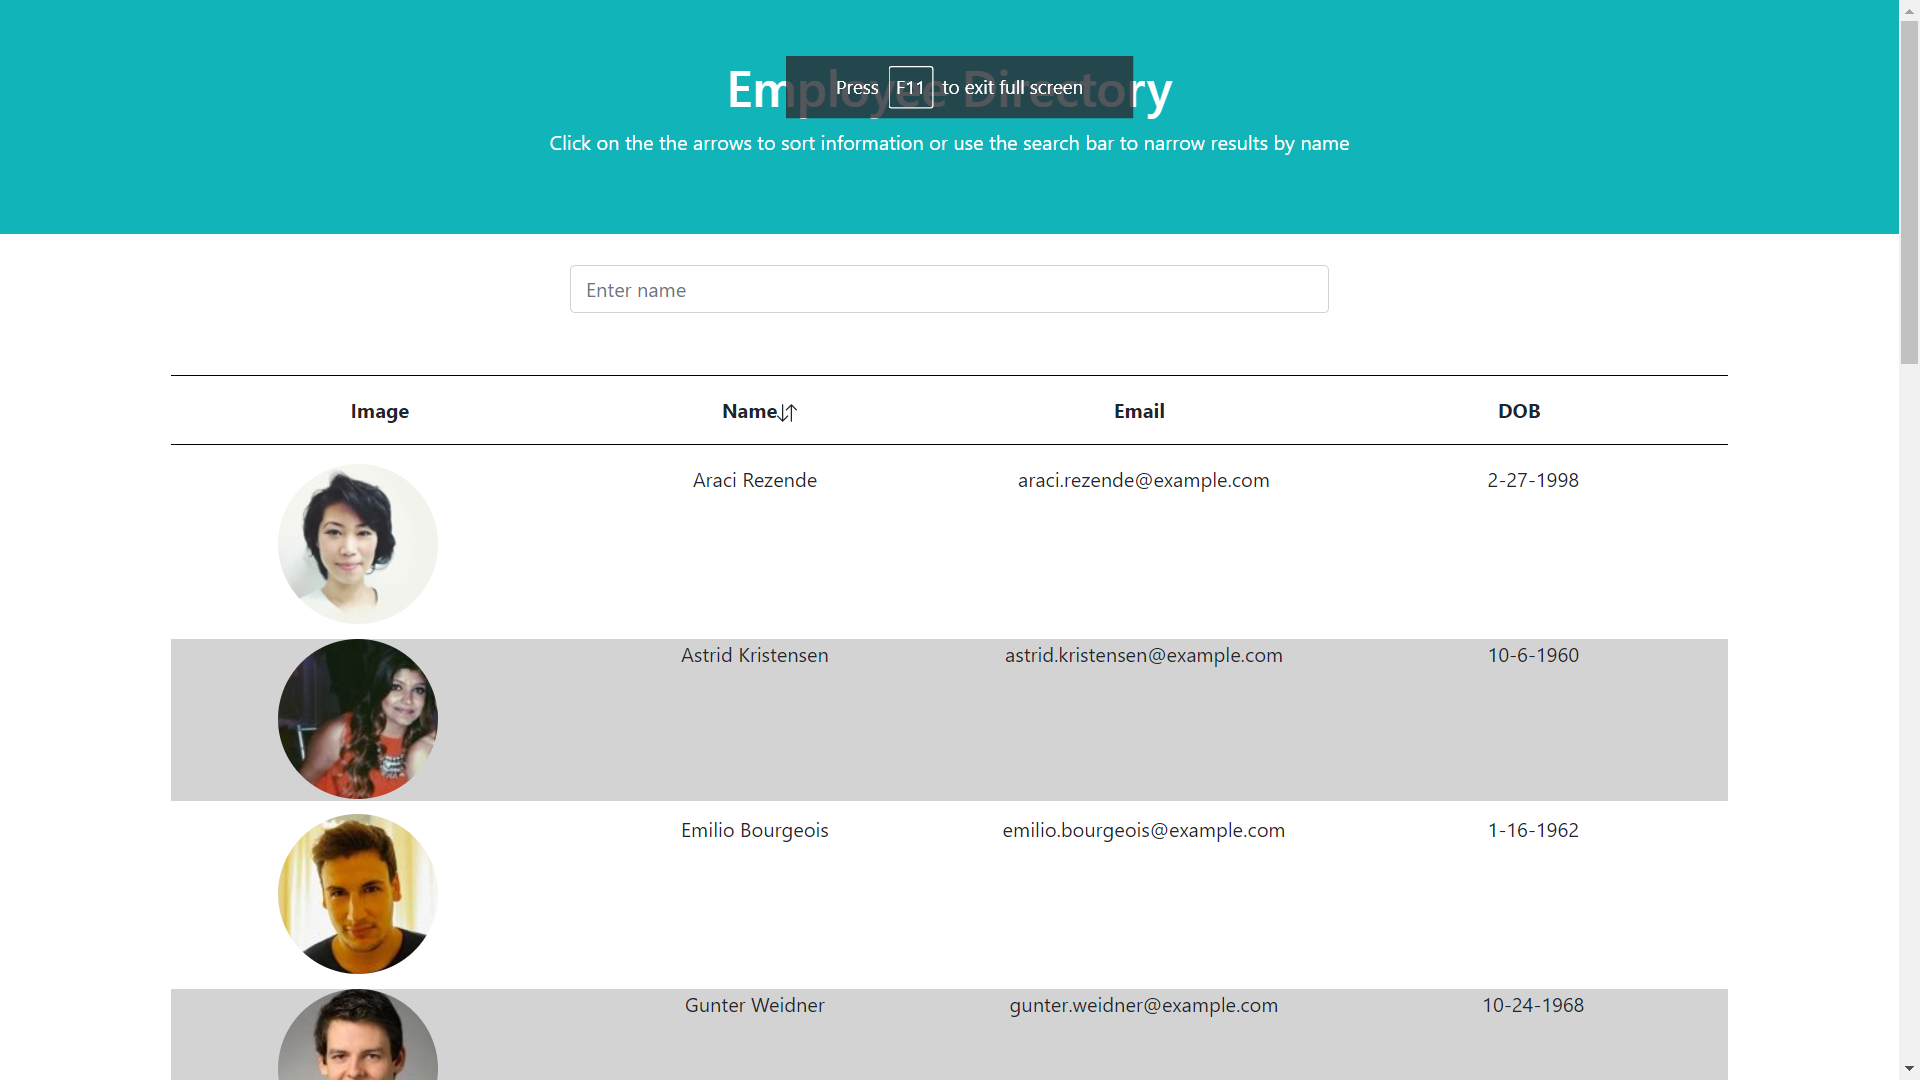 Employee Directory
Press F11 to exit full screen
Click on the the arrows to sort information or use the search bar to narrow results by name
Enter name
Image Name Email DOB
Araci Rezende araci.rezende@example.com 2-27-1998
Astrid Kristensen astrid.kristensen@example.com 10-6-1960
Emilio Bourgeois emilio.bourgeois@example.com 1-16-1962
Gunter Weidner gunter.weidner@example.com 10-24-1968